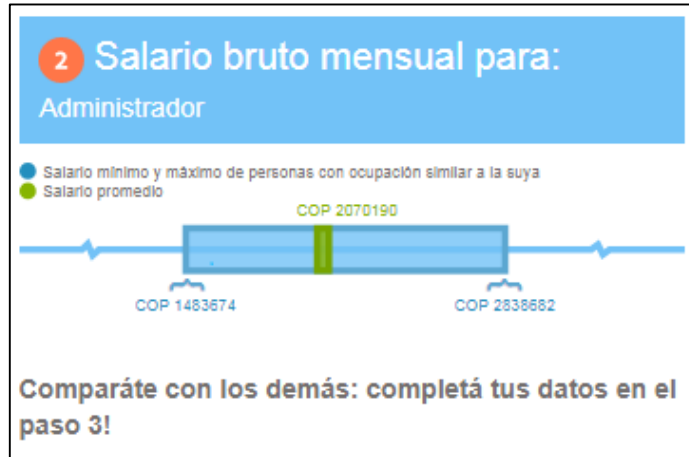 2 Salario bruto mensual para:
Administrador
Salario mínimo y máximo de personas con ocupación similar a la suya
Salario promedio
COP 2070190
COP 1483674
COP 2838682
Comparáte con los demás: completá tus datos en el
paso 3!